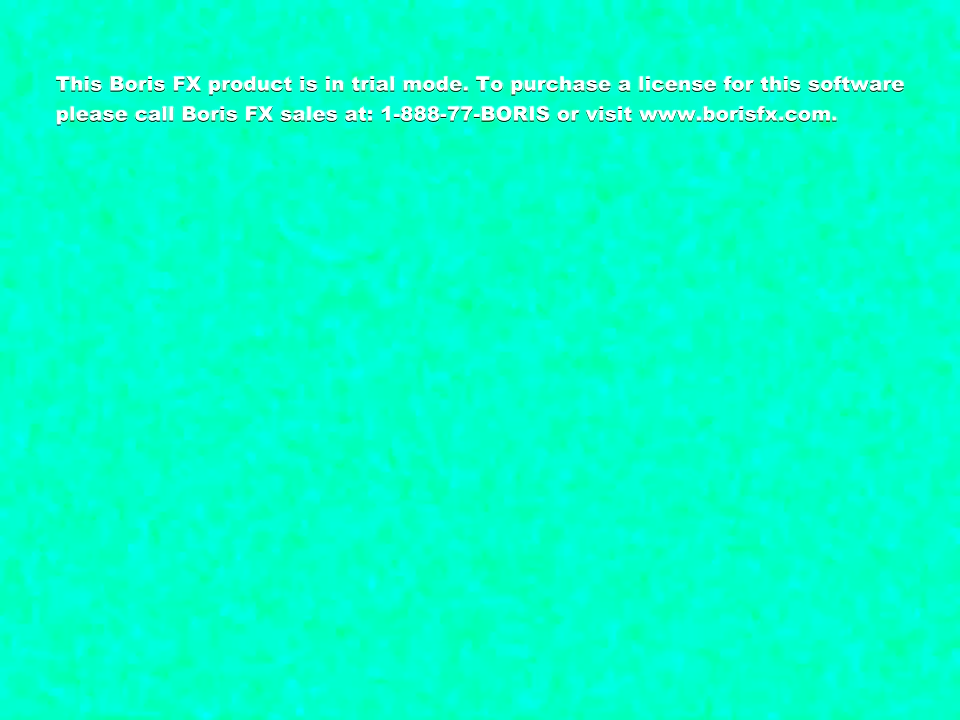 This Boris FX product is in trial mode. To purchase a license for this software
please call Boris FX sales at: 1-888-77-BORIS or visit www.borisfx.com.